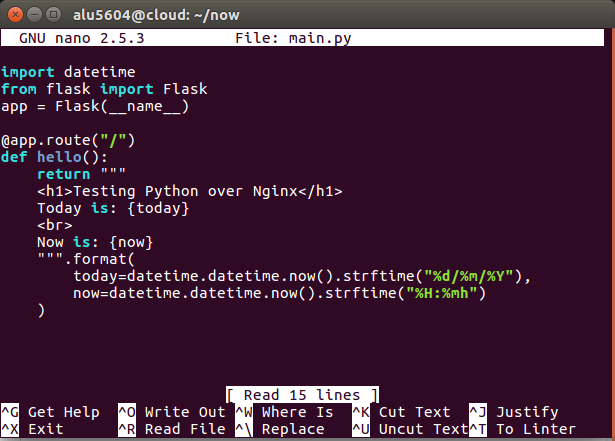 alu5604@cloud: ~/now
GNU nano 2.5.3 File: main.py
import datetime
from flask import Flask
app = Flask(__name__)
@app.route("/")
def hello():
    return """
    <h1>Testing Python over Nginx</h1>
    Today is: {today}
    <br>
    Now is: {now}
    """.format(
        today=datetime.datetime.now().strftime("%d/%m/%Y"),
        now=datetime.datetime.now().strftime("%H:%mh")
    )
[ Read 15 lines ]
^G Get Help ^O Write Out ^W Where Is ^K Cut Text ^J Justify
^X Exit ^R Read File ^\ Replace ^U Uncut Text ^T To Linter